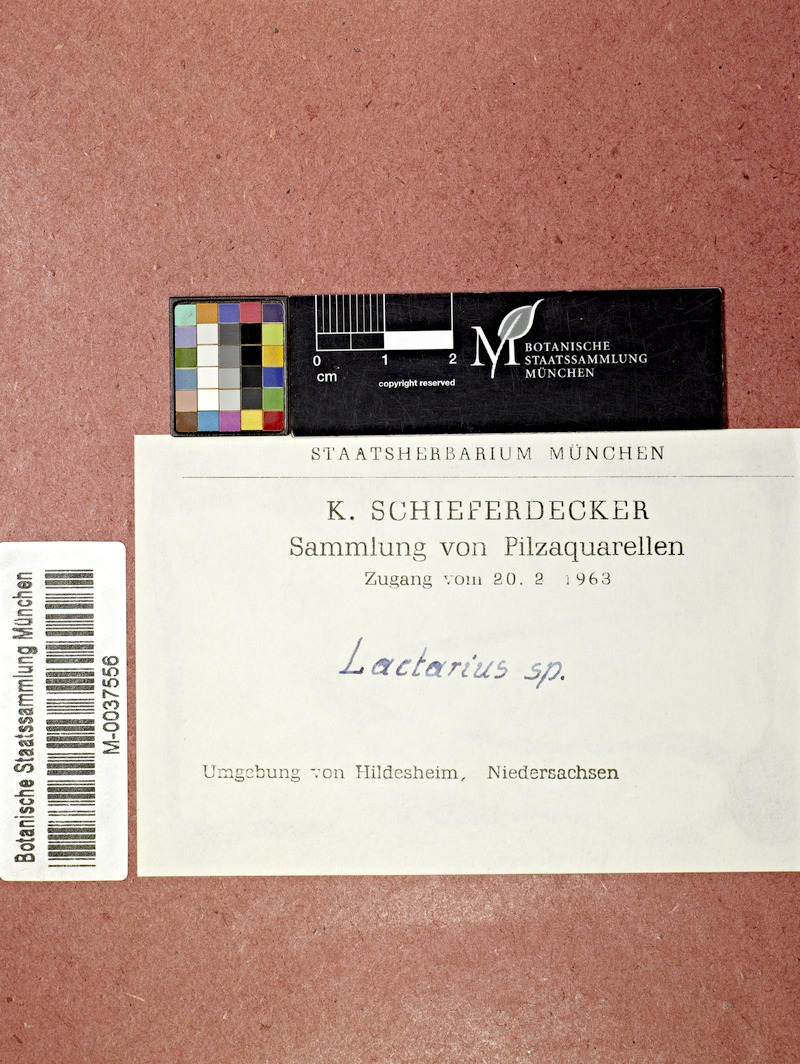 0 1 2
cm
copyright reserved
M
BOTANISCHE
STAATSSAMMLUNG
MÜNCHEN
STAATSHERBARIUM MÜNCHEN
K. SCHIEFERDECKER
Sammlung von Pilzaquarellen
Zugang vom 20. 2 1963
Lactarius sp.
Umgebung von Hildesheim, Niedersachsen
Botanische Staatssammlung München
M-0037556